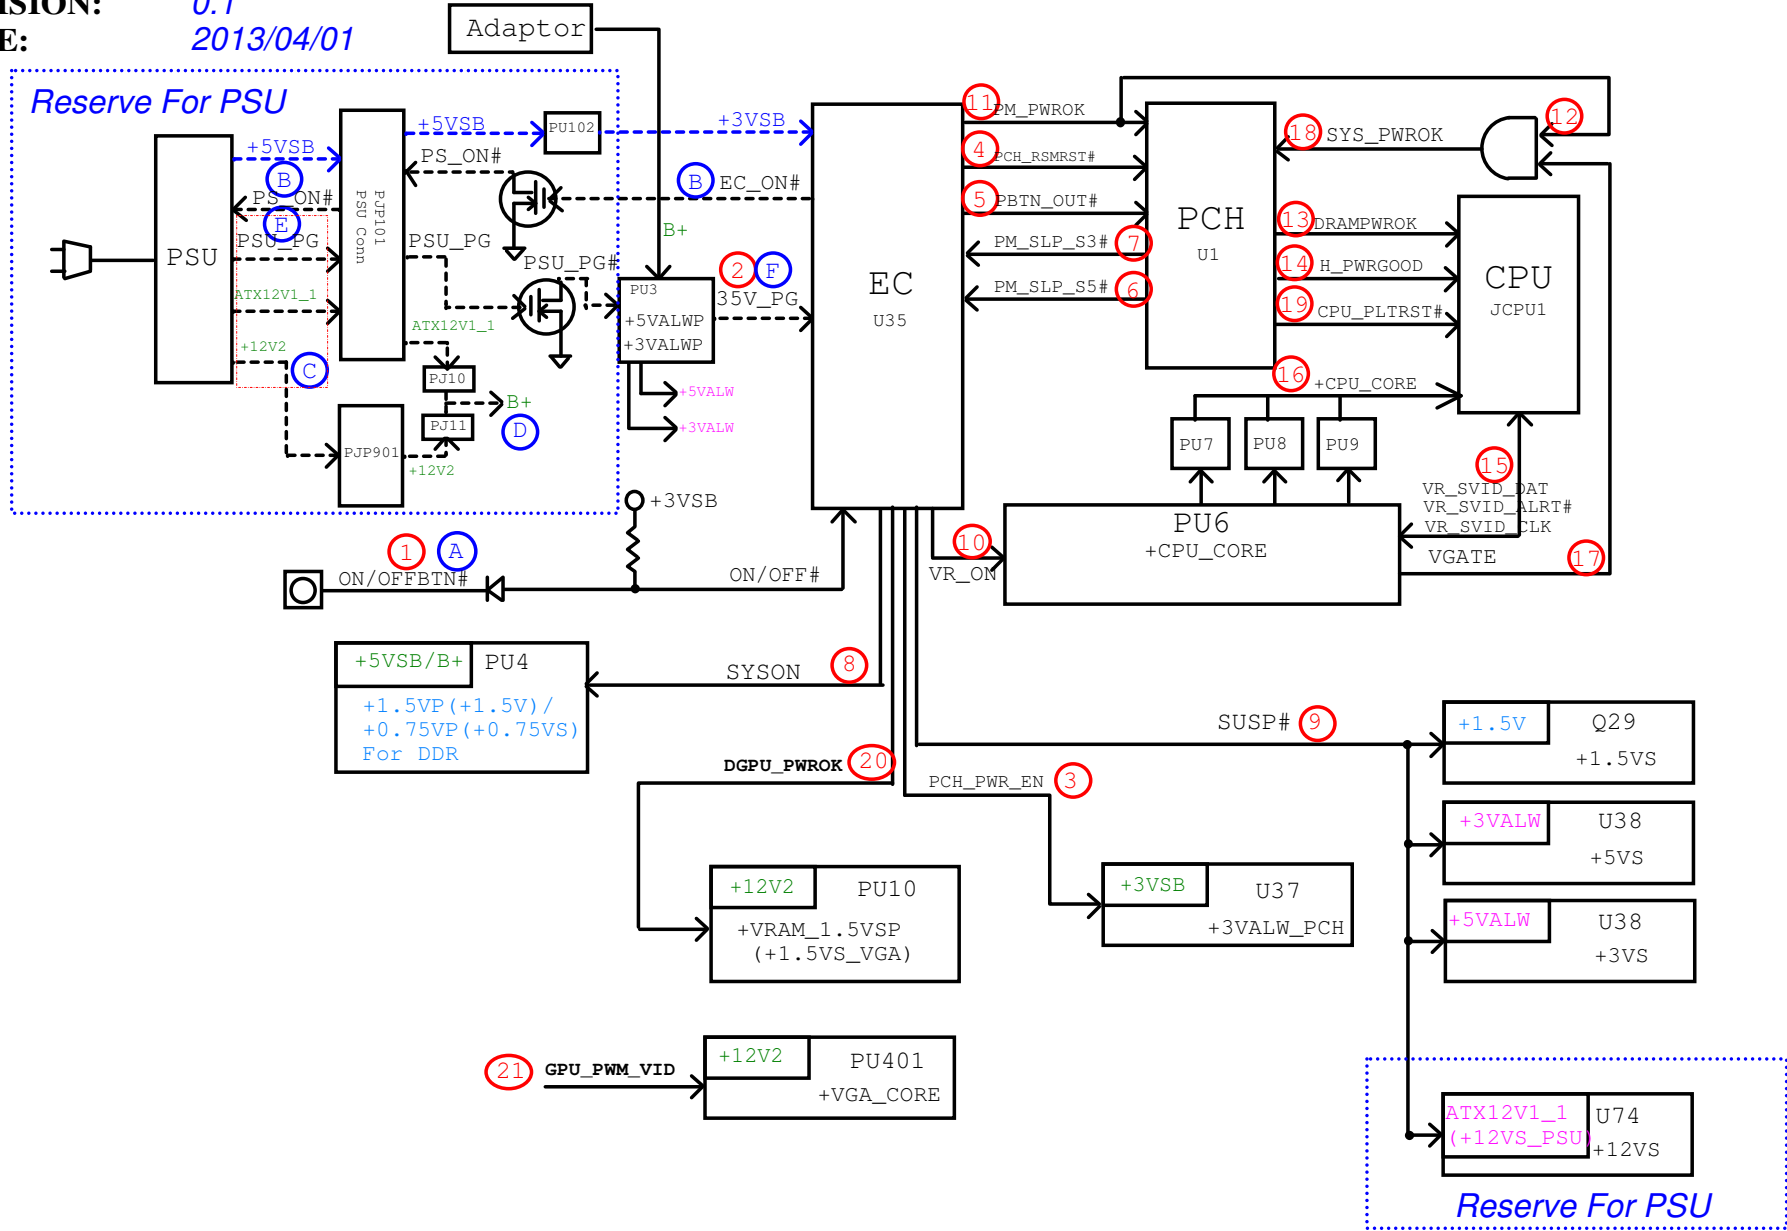 ISION: 0.1
E: 2013/04/01
Adaptor
Reserve For PSU
+5VSB
PU102
+3VSB
+5VSB
PS_ON#
B
PS_ON#
E
PSU_PG
PSU
ATX12V1_1
+12V2
C
PJP101
PSU Conn
PSU_PG
PSU_PG#
ATX12V1_1
PJ10
B+
PJ11
D
PJP901
+12V2
B EC_ON#
B+
2 F
35V_PG
PU3
+5VALWP
+3VALWP
+5VALW
+3VALW
EC
U35
11 PM_PWROK
4 PCH_RSMRST#
5 PBTN_OUT#
PM_SLP_S3# 7
PM_SLP_S5# 6
PCH
U1
18 SYS_PWROK
12
13 DRAMPWROK
14 H_PWRGOOD
19 CPU_PLTRST#
16 +CPU_CORE
CPU
JCPU1
PU7
PU8
PU9
15
VR_SVID_DAT
VR_SVID_ALRT#
VR_SVID_CLK
VGATE 17
PU6
+CPU_CORE
10
VR_ON
+3VSB
1 A
ON/OFFBTN#
ON/OFF#
+5VSB/B+ PU4
+1.5VP(+1.5V)/
+0.75VP(+0.75VS)
For DDR
SYSON 8
DGPU_PWROK 20
PCH_PWR_EN 3
SUSP# 9
+1.5V Q29
+1.5VS
+3VALW U38
+5VS
+5VALW U38
+3VS
+12V2 PU10
+VRAM_1.5VSP
(+1.5VS_VGA)
+3VSB U37
+3VALW_PCH
21 GPU_PWM_VID
+12V2 PU401
+VGA_CORE
ATX12V1_1
(+12VS_PSU)
U74
+12VS
Reserve For PSU